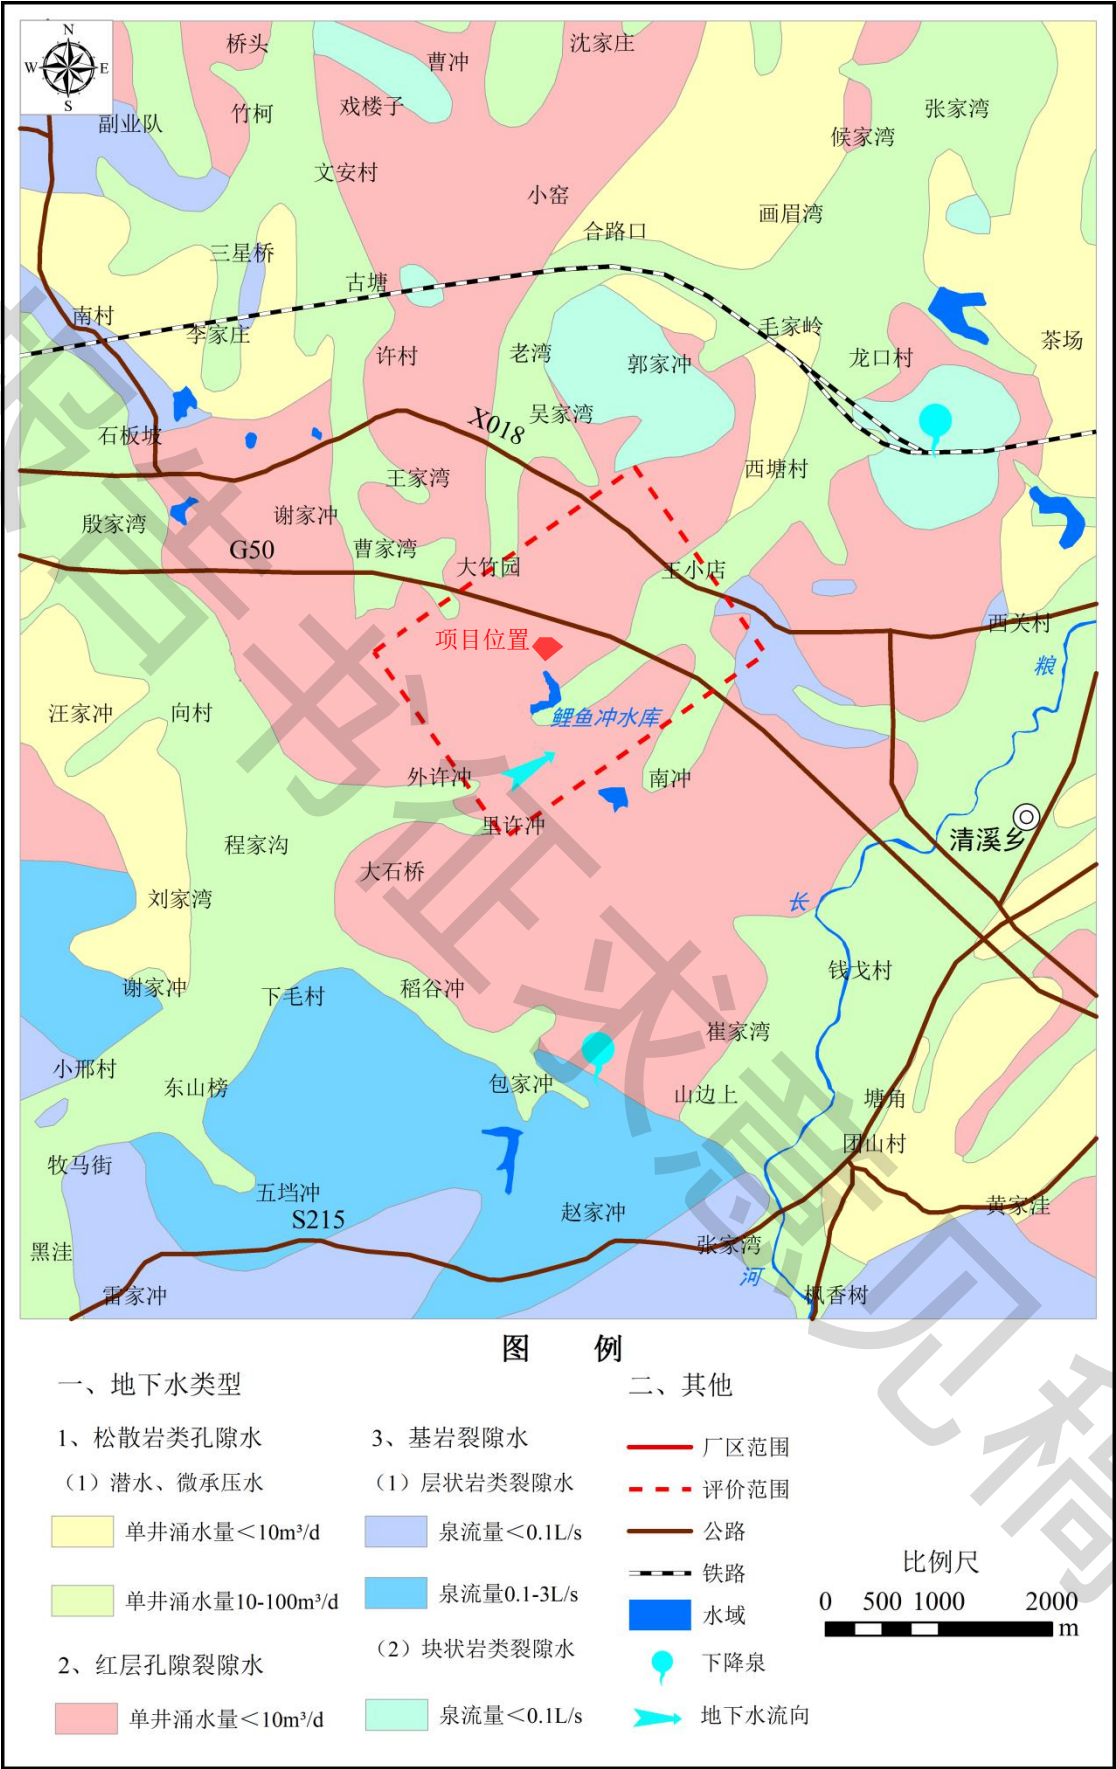 N
W E
S
桥头
沈家庄
曹冲
戏楼子
竹柯
副业队
张家湾
候家湾
文安村
小窑
画眉湾
合路口
三星桥
古塘
南村
李家庄
毛家岭
茶场
许村
老湾
郭家冲
龙口村
吴家湾
X018
石板坡
西塘村
王家湾
谢家冲
殷家湾
曹家湾
G50
大竹园
王小店
西关村
项目位置
粮
汪家冲
向村
鲤鱼冲水库
外许冲
南冲
里许冲
清溪乡
程家沟
大石桥
刘家湾
长
钱戈村
谢家冲
下毛村
稻谷冲
崔家湾
小邢村
东山榜
包家冲
山边上
塘角
团山村
牧马街
五垱冲
赵家冲
黄家洼
S215
张家湾
黑洼
河
雷家冲
枫香树
报告书征求意见稿
图 例
一、地下水类型
1、松散岩类孔隙水
（1）潜水、微承压水
单井涌水量＜10m³/d
单井涌水量10-100m³/d
2、红层孔隙裂隙水
单井涌水量＜10m³/d
3、基岩裂隙水
（1）层状岩类裂隙水
泉流量＜0.1L/s
泉流量0.1-3L/s
（2）块状岩类裂隙水
泉流量＜0.1L/s
二、其他
厂区范围
评价范围
公路
铁路
水域
下降泉
地下水流向
比例尺
0 500 1000 2000
m